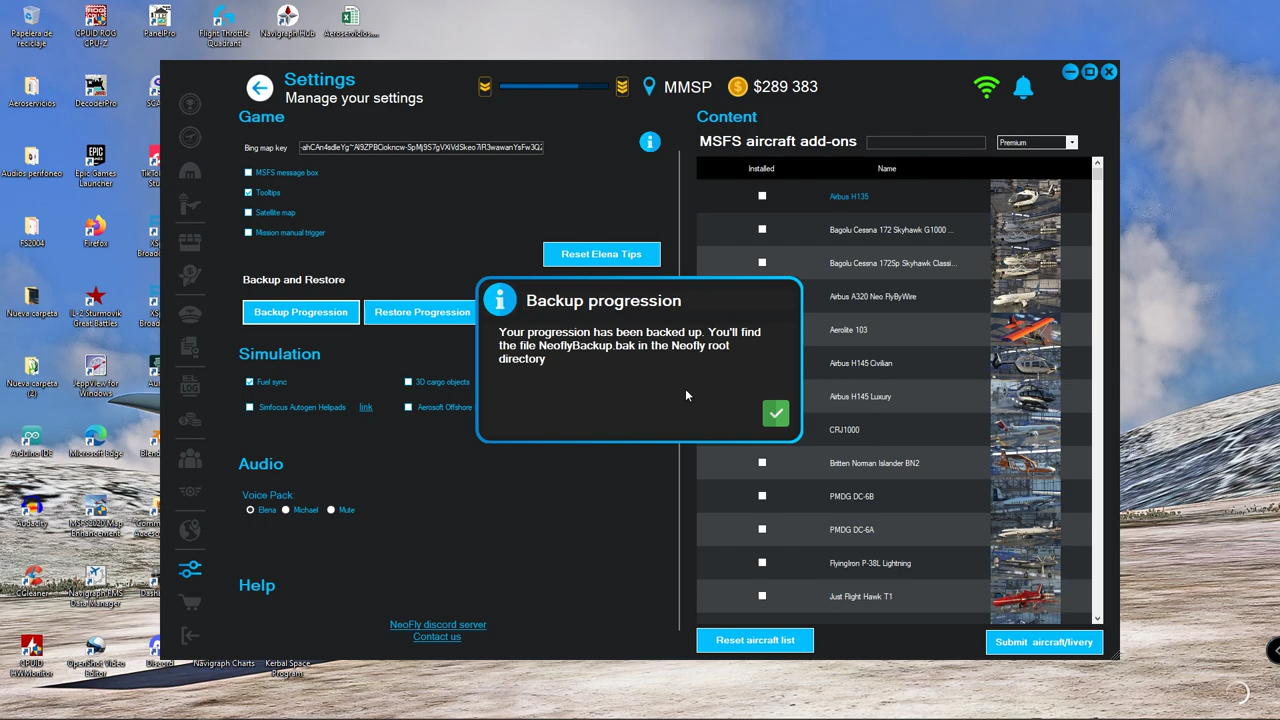 Papelera de
reciclaje
CPUID ROG
CPU-Z
PanelPro
Flight Throttle
Quadrant
Navigraph Hub
Aeroservicios....
Aeroservicios
DecoderPro
Audios perifoneo
Epic Games
Launcher
FS2004
Firefox
Nueva carpeta
IL-2 Sturmovik
Great Battles
Nueva carpeta
(2)
JeppView for
Windows
Arduino IDE
Microsoft Edge
Audacity
MSFS2020 Map
Enhancement
CCleaner
Navigraph FMS
Data Manager
CPUID
HWMonitor
OpenShot Video
Editor
Discord
Navigraph Charts
Kerbal Space
Program
Settings
Manage your settings
MMSP
$289 383
Game
Bing map key
MSFS message box
Tooltips
Satellite map
Mission manual trigger
Reset Elena Tips
Backup and Restore
Backup Progression
Restore Progression
Simulation
Fuel sync
3D cargo objects
Simfocus Autogen Helipads
link
Aerosoft Offshore
Audio
Voice Pack:
Elena
Michael
Mute
Help
NeoFly discord server
Contact us
LOG
Backup progression
Your progression has been backed up. You'll find
the file NeoflyBackup.bak in the Neofly root
directory
Content
MSFS aircraft add-ons
Premium
Installed
Name
Airbus H135
Bagolu Cessna 172 Skyhawk G1000 ...
Bagolu Cessna 172Sp Skyhawk Classi...
Airbus A320 Neo FlyByWire
Aerolite 103
Airbus H145 Civilian
Airbus H145 Luxury
CRJ1000
Britten Norman Islander BN2
PMDG DC-6B
PMDG DC-6A
FlyingIron P-38L Lightning
Just Flight Hawk T1
Reset aircraft list
Submit aircraft/livery